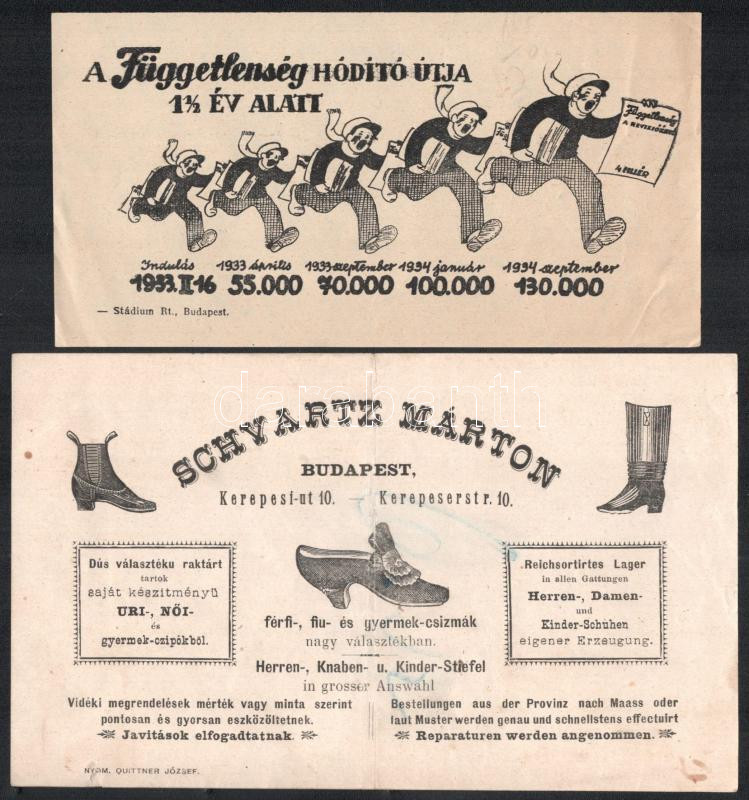 A Függetlenség HÓDÍTÓ ÚTJA
1½ ÉV ALATT
Függetlenség
A REVIZIÓÉRT
4 FILLÉR
Indulás 1933 április 1933 szeptember 1934 január 1934 szeptember
1933.II.16 55.000 70.000 100.000 130.000
— Stádium Rt., Budapest.
darabanth
SCHVARTZ MÁRTON
BUDAPEST,
Kerepesi-ut 10. — Kerepeserstr. 10.
Dús választéku raktárt
tartok
saját készitményü
URI-, NŐI-
és
gyermek-czipőkből.
férfi-, fiu- és gyermek-csizmák
nagy választékban.
Herren-, Knaben- u. Kinder-Stiefel
in grosser Answahl
Reichsortirtes Lager
in allen Gattungen
Herren-, Damen-
und
Kinder-Schuhen
eigener Erzeugung.
Vidéki megrendelések mérték vagy minta szerint
pontosan és gyorsan eszközöltetnek.
Javitások elfogadtatnak.
Bestellungen aus der Provinz nach Maass oder
laut Muster werden genau und schnellstens effectuirt
Reparaturen werden angenommen.
NYOM. QUITTNER JÓZSEF.